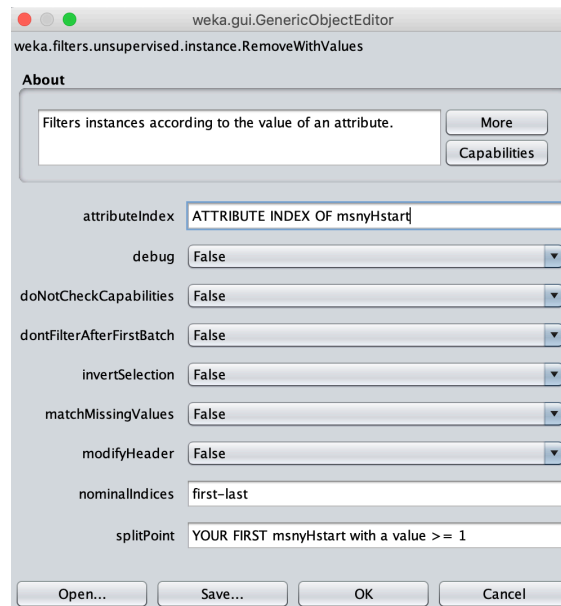 weka.gui.GenericObjectEditor
weka.filters.unsupervised.instance.RemoveWithValues
About
Filters instances according to the value of an attribute.
More
Capabilities
attributeIndex ATTRIBUTE INDEX OF msnyHstart
debug False
doNotCheckCapabilities False
dontFilterAfterFirstBatch False
invertSelection False
matchMissingValues False
modifyHeader False
nominalIndices first-last
splitPoint YOUR FIRST msnyHstart with a value >= 1
Open... Save... OK Cancel